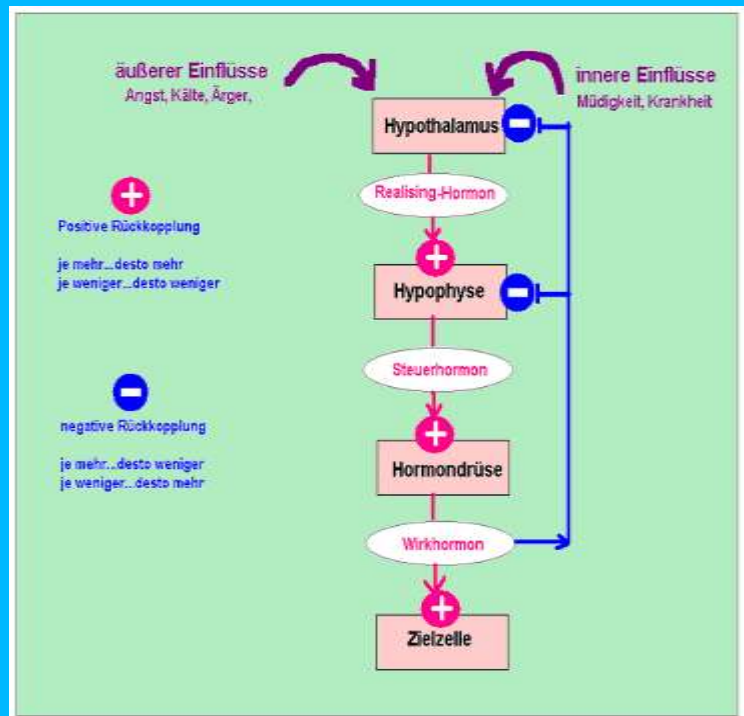 äußerer Einflüsse
Angst, Kälte, Ärger,
innere Einflüsse
Müdigkeit, Krankheit
Hypothalamus
Realising-Hormon
Positive Rückkopplung
je mehr...desto mehr
je weniger...desto weniger
Hypophyse
Steuerhormon
negative Rückkopplung
je mehr...desto weniger
je weniger...desto mehr
Hormondrüse
Wirkhormon
Zielzelle